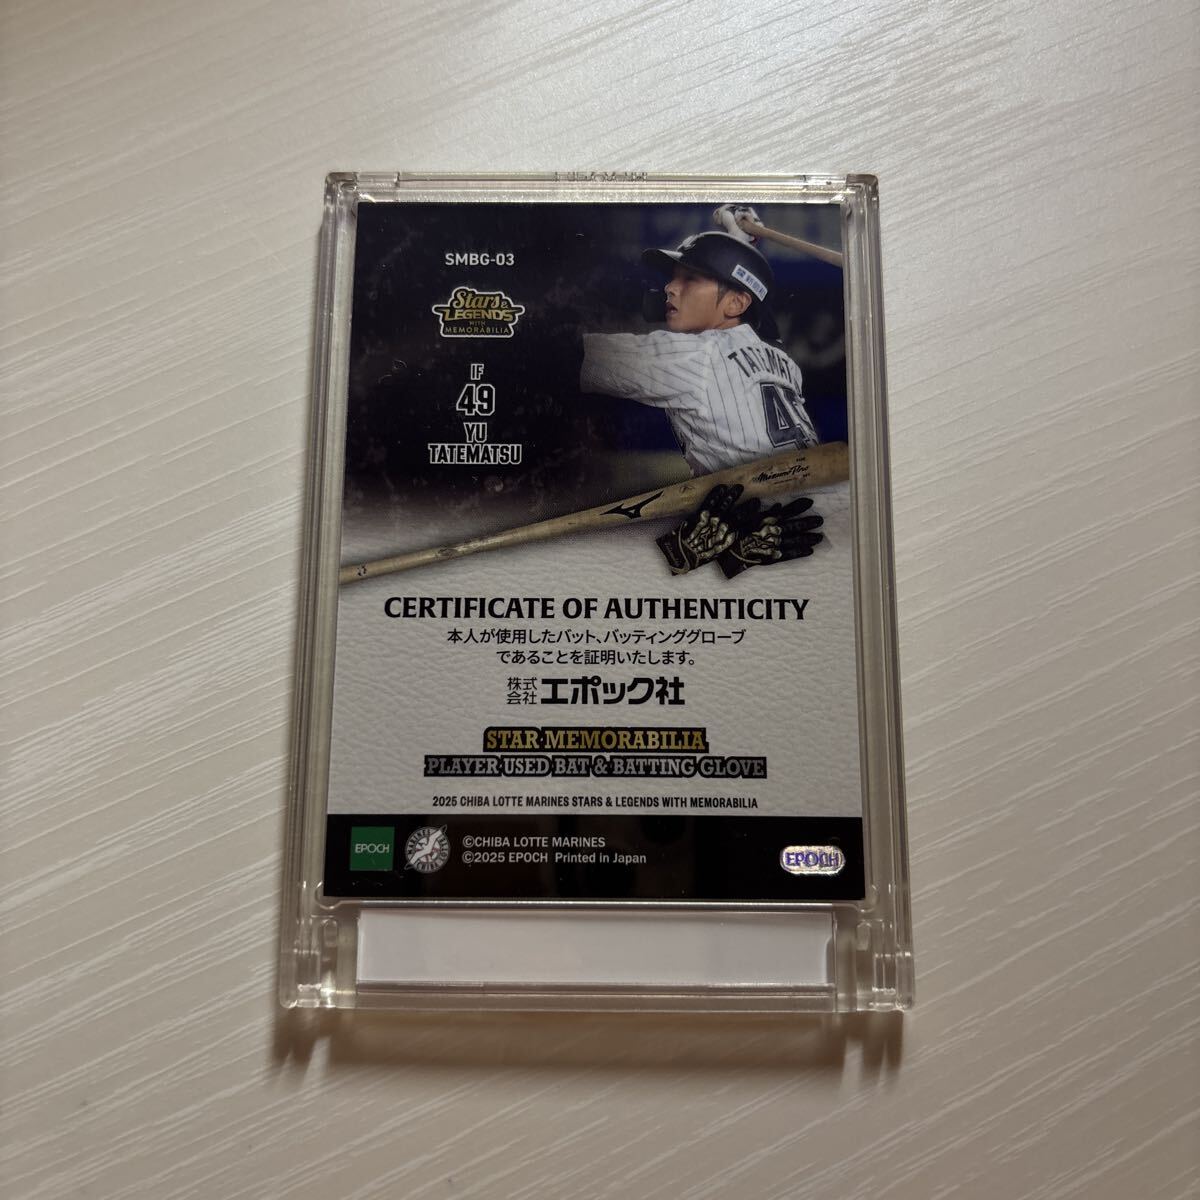 SMBG-03
Stars &
LEGENDS
WITH
MEMORABILIA
IF
49
YU
TATEMATSU
TATEMAT
Mizuno Pro
CERTIFICATE OF AUTHENTICITY
本人が使用したバット、バッティンググローブ
であることを証明いたします。
株式会社 エポック社
STAR MEMORABILIA
PLAYER USED BAT & BATTING GLOVE
2025 CHIBA LOTTE MARINES STARS & LEGENDS WITH MEMORABILIA
EPOCH
©CHIBA LOTTE MARINES
©2025 EPOCH Printed in Japan
EPOCH